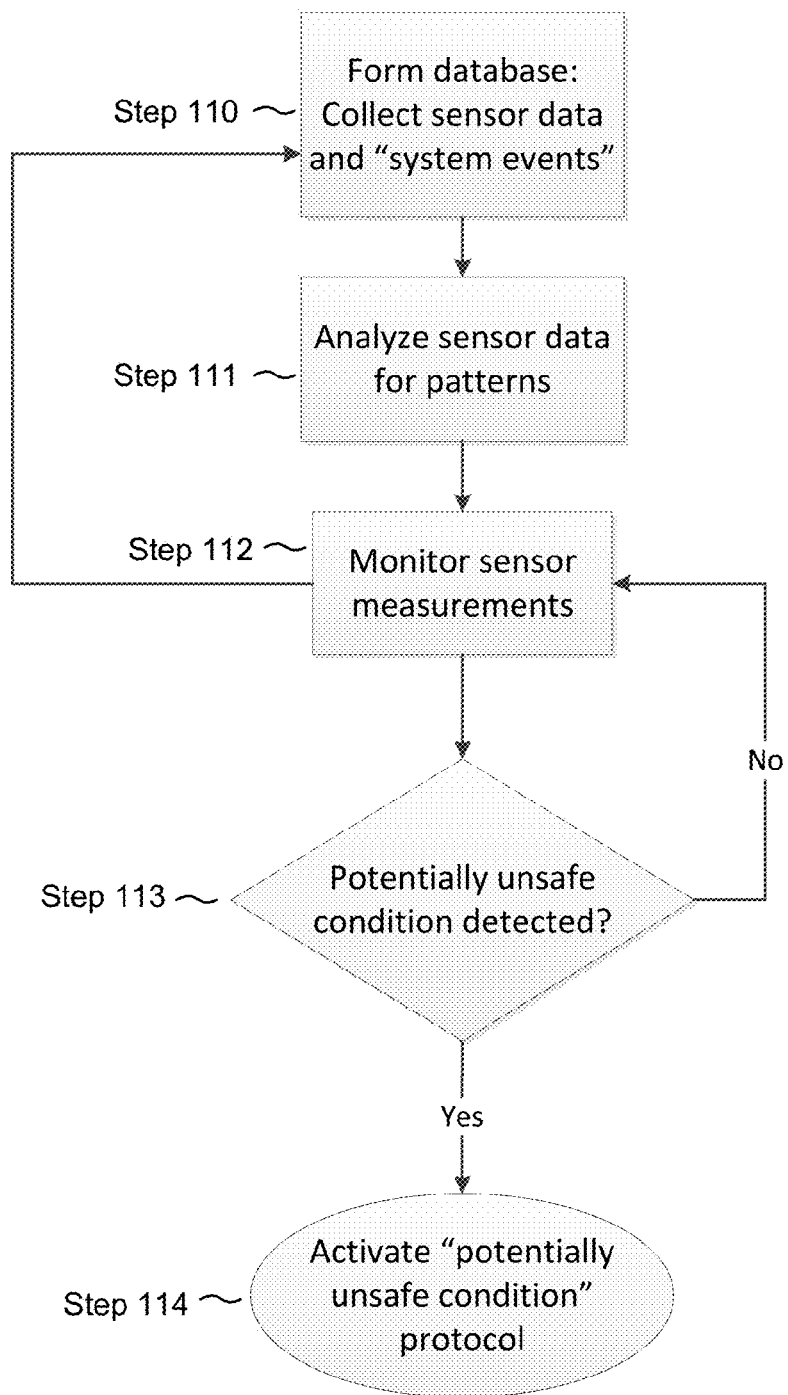 Step 110
Form database:
Collect sensor data
and “system events”
Step 111
Analyze sensor data
for patterns
Step 112
Monitor sensor
measurements
No
Step 113
Potentially unsafe
condition detected?
Yes
Step 114
Activate “potentially
unsafe condition”
protocol